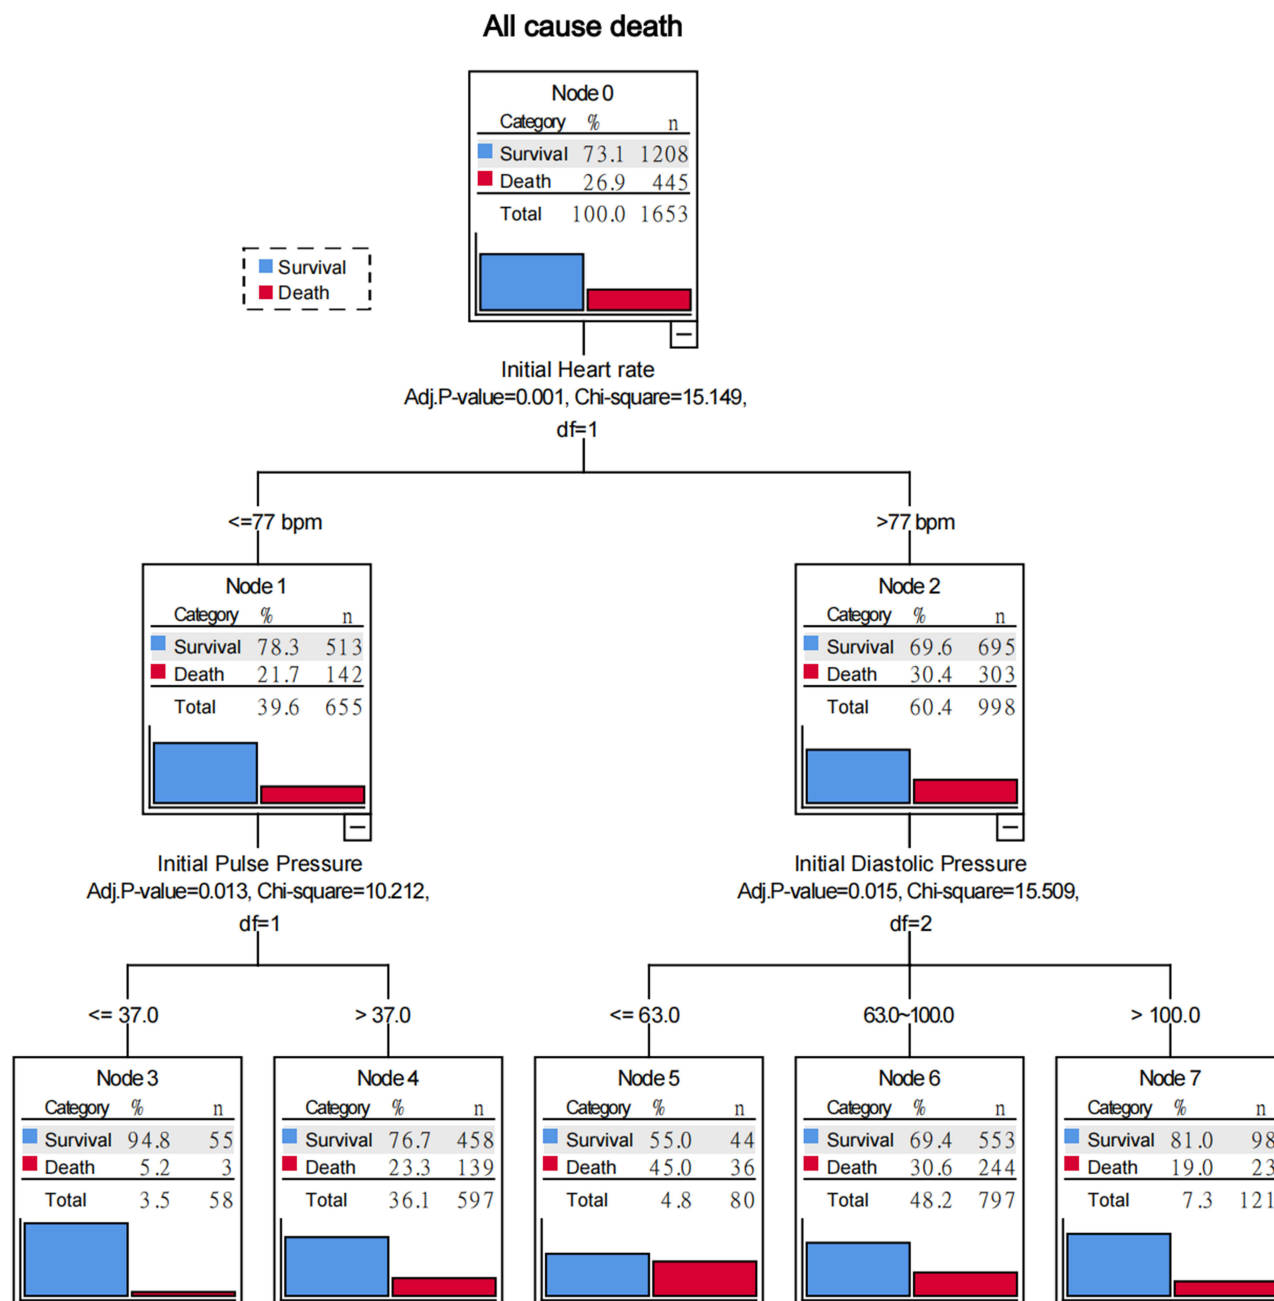 All cause death
Node 0
Category % n
Survival 73.1 1208
Death 26.9 445
Total 100.0 1653
Survival
Death
Initial Heart rate
Adj.P-value=0.001, Chi-square=15.149,
df=1
<=77 bpm
>77 bpm
Node 1
Category % n
Survival 78.3 513
Death 21.7 142
Total 39.6 655
Node 2
Category % n
Survival 69.6 695
Death 30.4 303
Total 60.4 998
Initial Pulse Pressure
Adj.P-value=0.013, Chi-square=10.212,
df=1
Initial Diastolic Pressure
Adj.P-value=0.015, Chi-square=15.509,
df=2
<= 37.0
> 37.0
<= 63.0
63.0~100.0
> 100.0
Node 3
Category % n
Survival 94.8 55
Death 5.2 3
Total 3.5 58
Node 4
Category % n
Survival 76.7 458
Death 23.3 139
Total 36.1 597
Node 5
Category % n
Survival 55.0 44
Death 45.0 36
Total 4.8 80
Node 6
Category % n
Survival 69.4 553
Death 30.6 244
Total 48.2 797
Node 7
Category % n
Survival 81.0 98
Death 19.0 23
Total 7.3 121